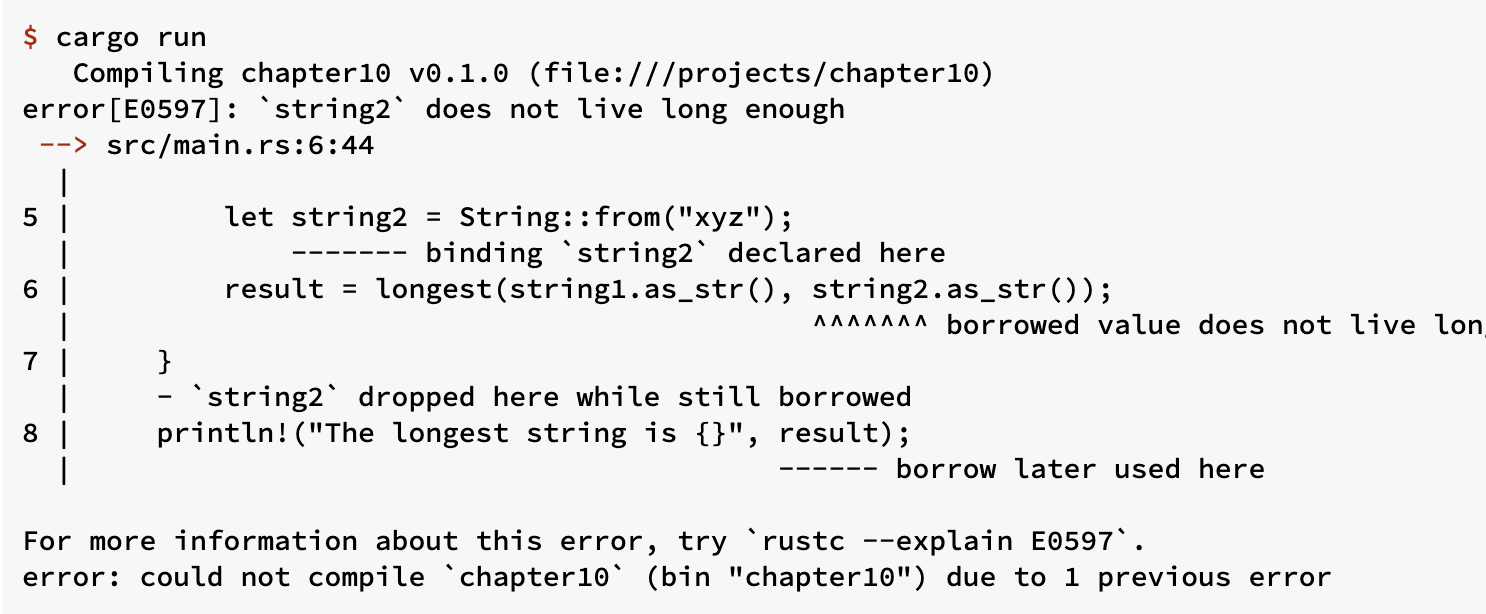 $ cargo run
   Compiling chapter10 v0.1.0 (file:///projects/chapter10)
error[E0597]: `string2` does not live long enough
 --> src/main.rs:6:44
  |
5 |         let string2 = String::from("xyz");
  |             ------- binding `string2` declared here
6 |         result = longest(string1.as_str(), string2.as_str());
  |                                            ^^^^^^^ borrowed value does not live
7 |     }
  |     - `string2` dropped here while still borrowed
8 |     println!("The longest string is {}", result);
  |                                          ------ borrow later used here

For more information about this error, try `rustc --explain E0597`.
error: could not compile `chapter10` (bin "chapter10") due to 1 previous error